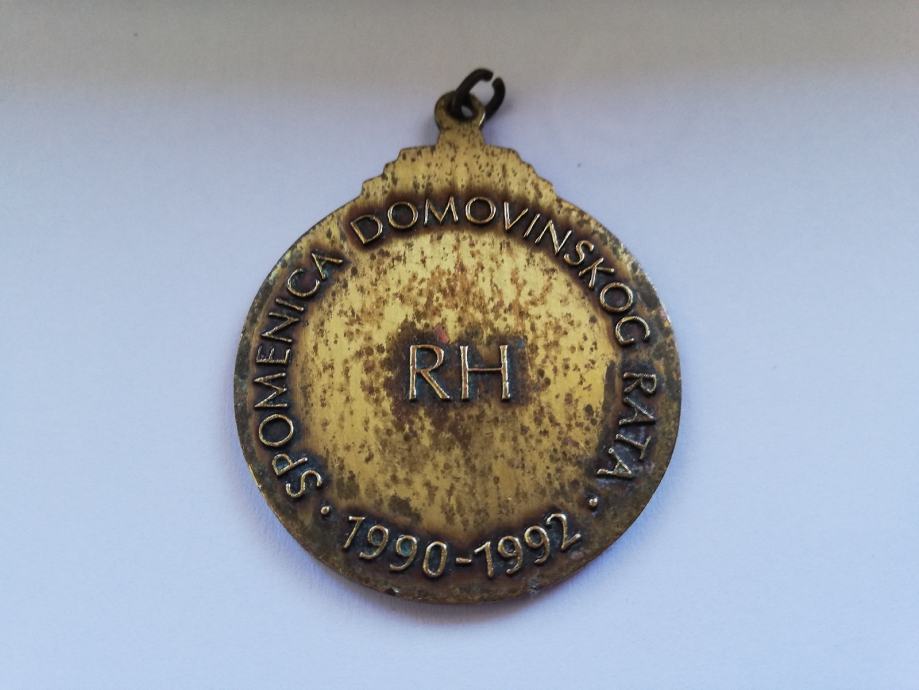 SPOMENICA DOMOVINSKOG RATA
RH
• 1990-1992 •